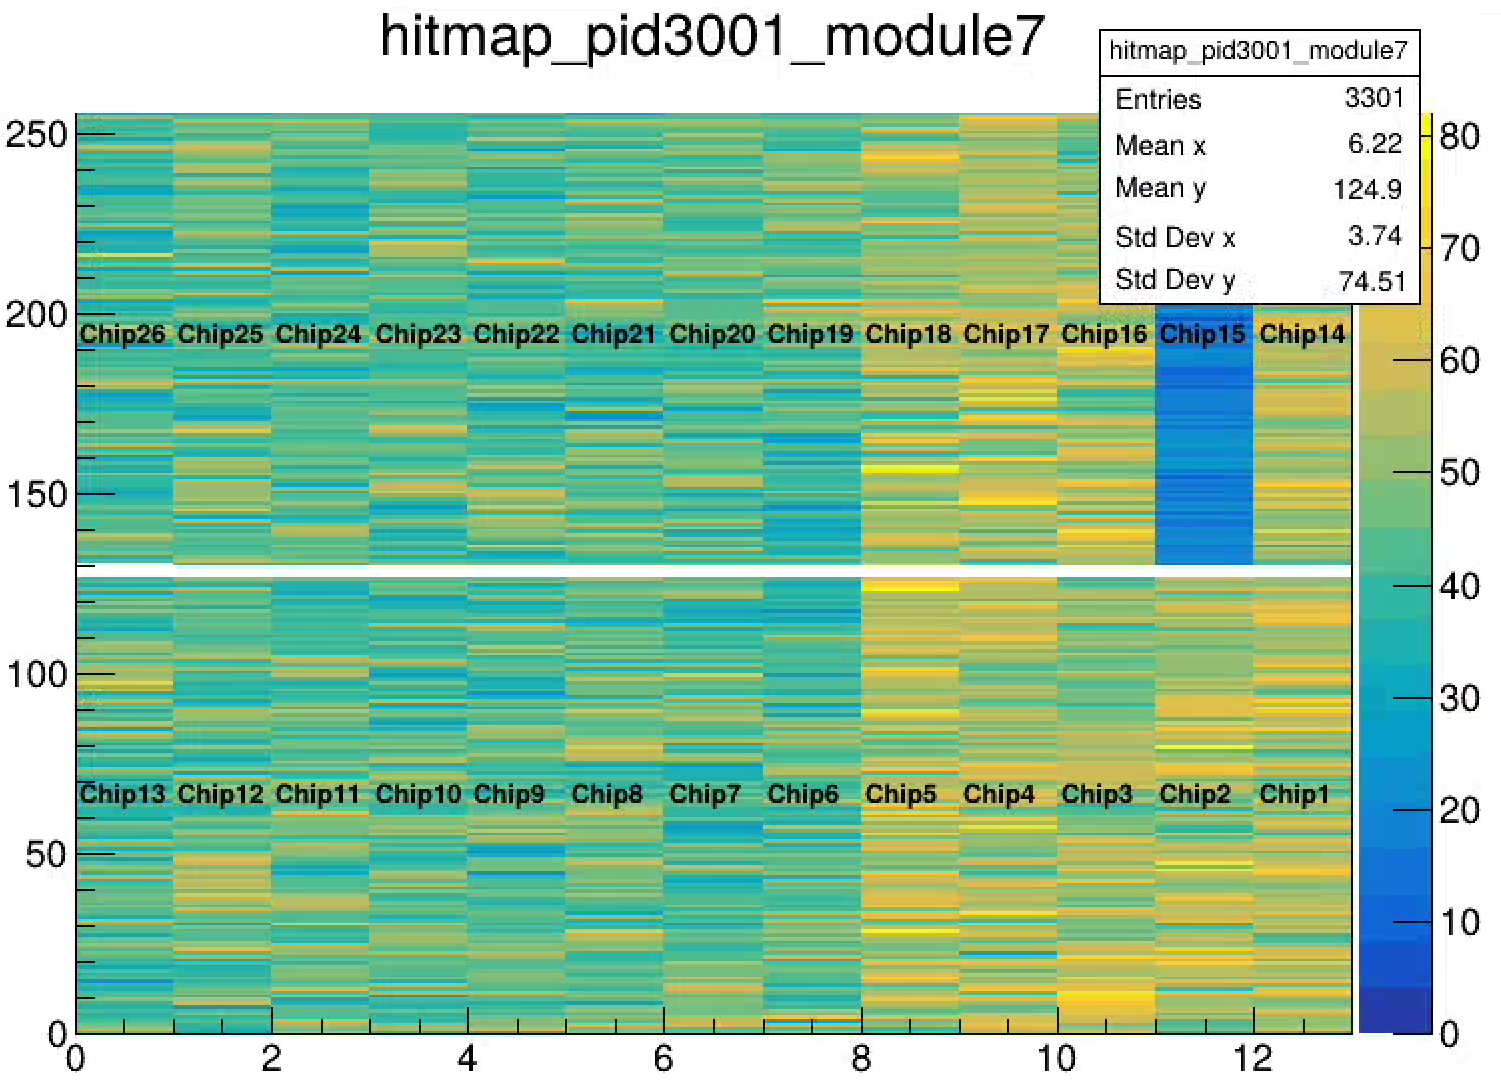 hitmap_pid3001_module7
hitmap_pid3001_module7
Entries 3301
Mean x 6.22
Mean y 124.9
Std Dev x 3.74
Std Dev y 74.51
250
200
150
100
50
0
Chip26 Chip25 Chip24 Chip23 Chip22 Chip21 Chip20 Chip19 Chip18 Chip17 Chip16 Chip15 Chip14
Chip13 Chip12 Chip11 Chip10 Chip9 Chip8 Chip7 Chip6 Chip5 Chip4 Chip3 Chip2 Chip1
0 2 4 6 8 10 12
80
70
60
50
40
30
20
10
0